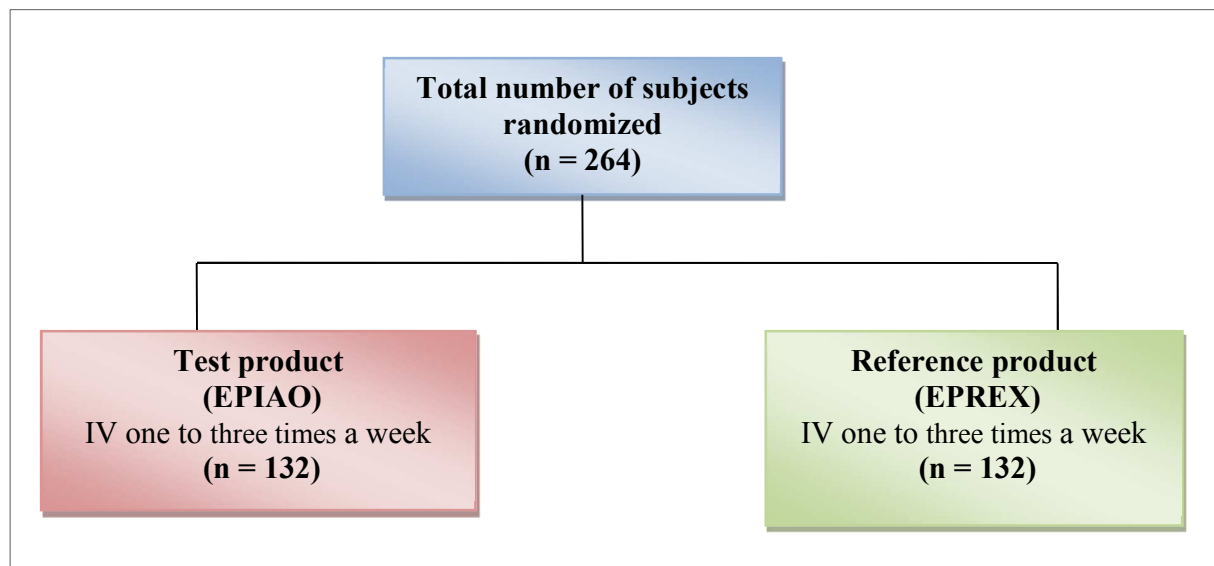 Total number of subjects
randomized
(n = 264)
Test product
(EPIAO)
IV one to three times a week
(n = 132)
Reference product
(EPREX)
IV one to three times a week
(n = 132)